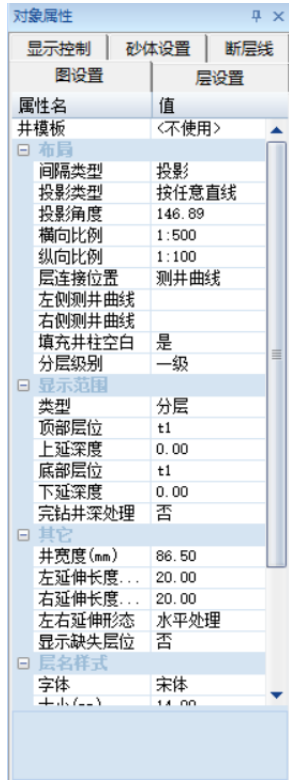 对象属性
显示控制 砂体设置 断层线
图设置 层设置
属性名 值
井模板 <不使用>
布局
间隔类型 投影
投影类型 按任意直线
投影角度 146.89
横向比例 1:500
纵向比例 1:100
层连接位置 测井曲线
左侧测井曲线
右侧测井曲线
填充井柱空白 是
分层级别 一级
显示范围
类型 分层
顶部层位 t1
上延深度 0.00
底部层位 t1
下延深度 0.00
完钻井深处理 否
其它
井宽度(mm) 86.50
左延伸长度... 20.00
右延伸长度... 20.00
左右延伸形态 水平处理
显示缺失层位 否
层名样式
字体 宋体